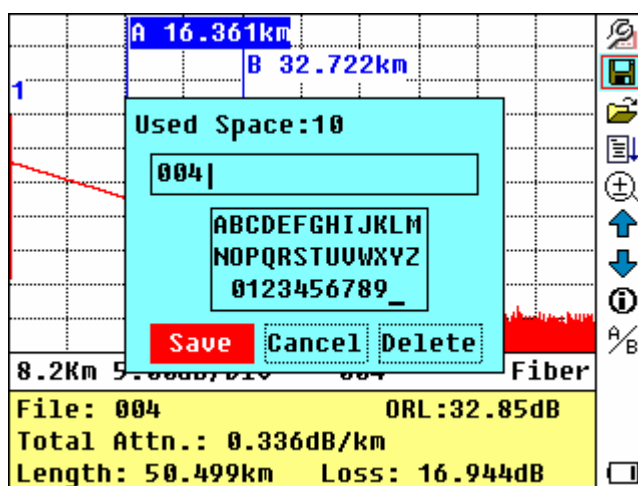 A 16.361km
B 32.722km
1
Used Space:10
004
ABCDEFGHIJKLM
NOPQRSTUVWXYZ
0123456789_
Save Cancel Delete
A/B
8.2Km Fiber
File: 004 ORL:32.85dB
Total Attn.: 0.336dB/km
Length: 50.499km Loss: 16.944dB